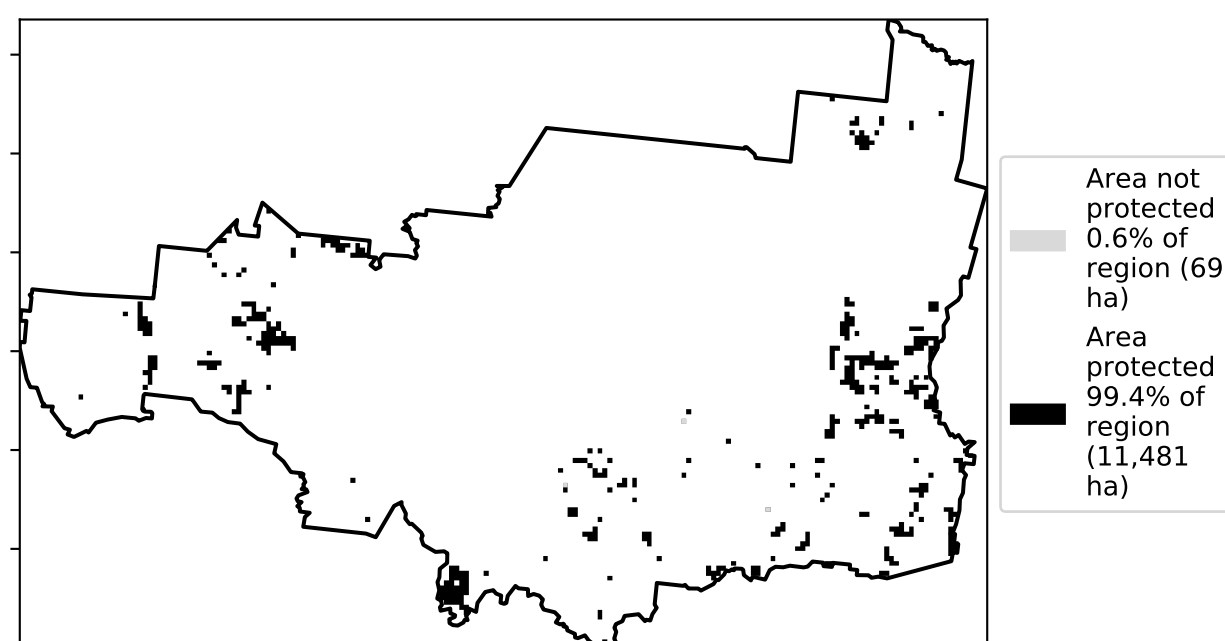 Area not
protected
0.6% of
region (69
ha)
Area
protected
99.4% of
region
(11,481
ha)